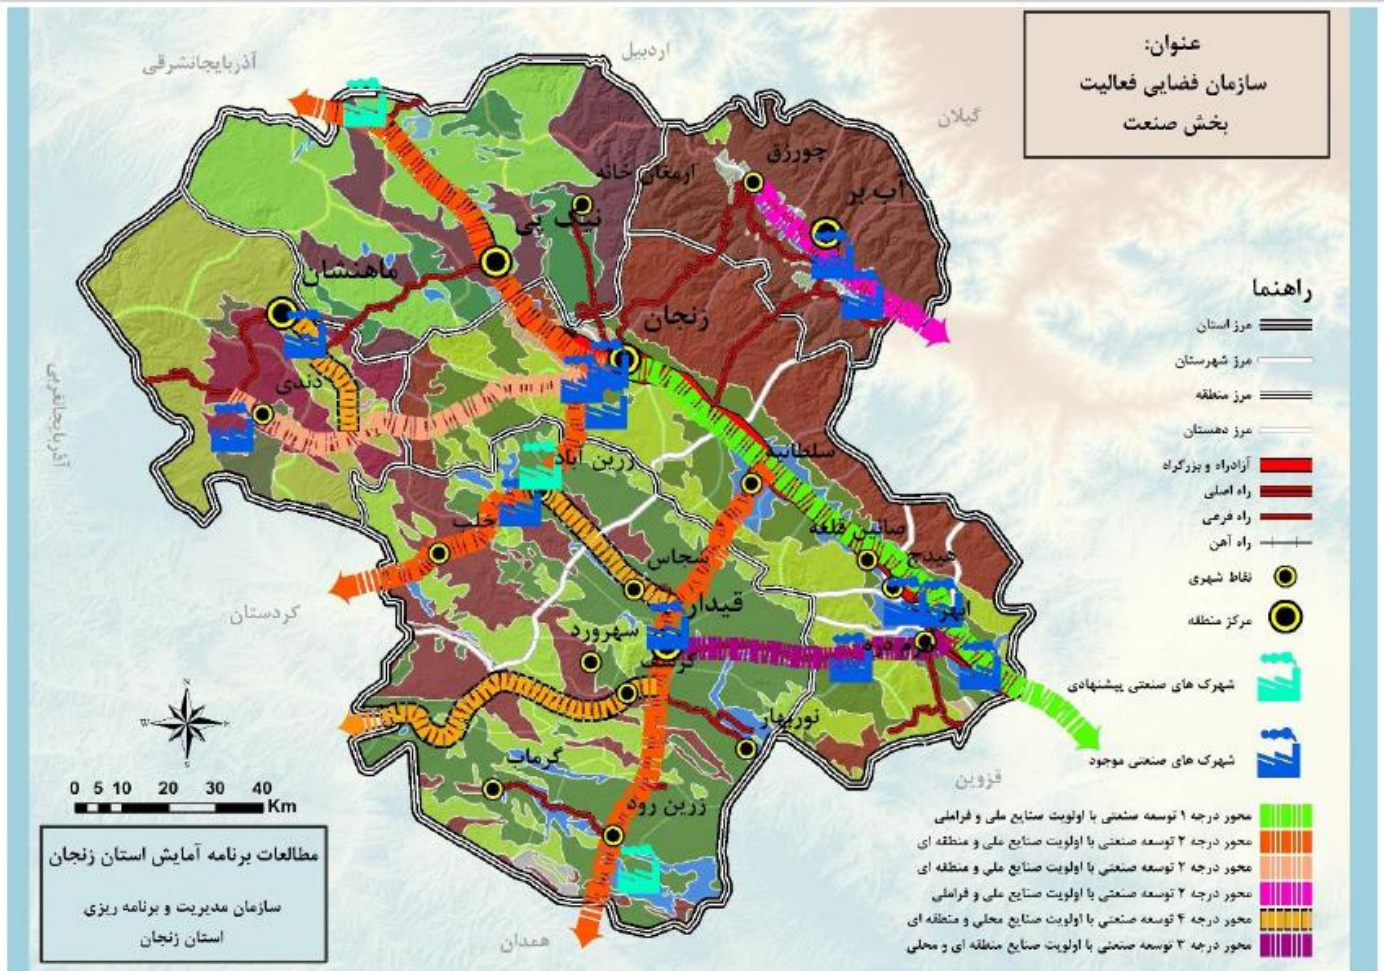 عنوان:
سازمان فضایی فعالیت
بخش صنعت
اردبیل
آذربایجانشرقی
گیلان
چورزق
آب بر
ارمغان خانه
نیک پی
ماهنشان
زنجان
دندی
آذربایجانغربی
سلطانیه
زرین آباد
حلب
صائین قلعه
هیدج
سجاس
قیدار
ابهر
سهرورد
خرم دره
گرسف
نوربهار
گرماب
زرین رود
کردستان
قزوین
همدان
راهنما
مرز استان
مرز شهرستان
مرز منطقه
مرز دهستان
آزادراه و بزرگراه
راه اصلی
راه فرعی
راه آهن
نقاط شهری
مرکز منطقه
شهرک های صنعتی پیشنهادی
شهرک های صنعتی موجود
محور درجه ۱ توسعه صنعتی با اولویت صنایع ملی و فراملی
محور درجه ۲ توسعه صنعتی با اولویت صنایع ملی و منطقه ای
محور درجه ۲ توسعه صنعتی با اولویت صنایع ملی و منطقه ای
محور درجه ۲ توسعه صنعتی با اولویت صنایع ملی و فراملی
محور درجه ۴ توسعه صنعتی با اولویت صنایع محلی و منطقه ای
محور درجه ۳ توسعه صنعتی با اولویت صنایع منطقه ای و محلی
N
W E
S
0 5 10 20 30 40
Km
مطالعات برنامه آمایش استان زنجان
سازمان مدیریت و برنامه ریزی
استان زنجان